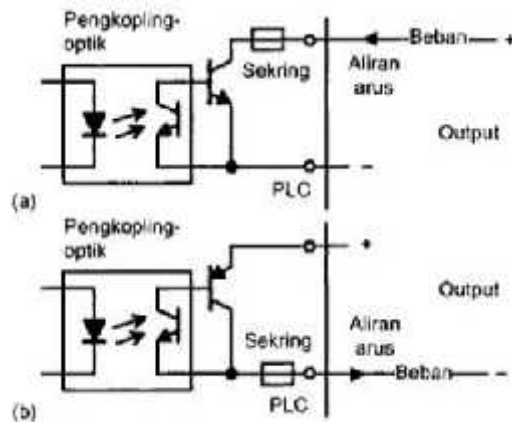 Pengkopling-
optik
Sekring
Beban +
Aliran
arus
Output
PLC –
(a)
Pengkopling-
optik
+
Output
Sekring
Aliran
arus
Beban –
PLC
(b)